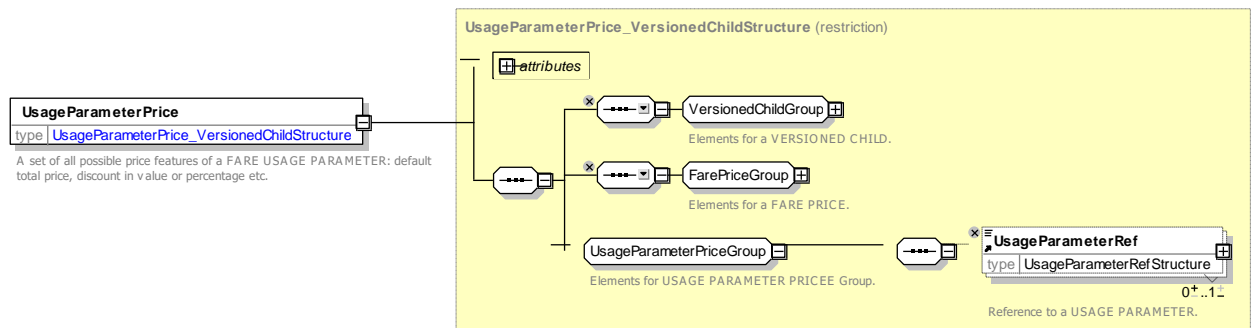 UsageParameterPrice_VersionedChildStructure (restriction)
attributes
UsageParameterPrice
type UsageParameterPrice_VersionedChildStructure
A set of all possible price features of a FARE USAGE PARAMETER: default
total price, discount in value or percentage etc.
VersionedChildGroup
Elements for a VERSIONED CHILD.
FarePriceGroup
Elements for a FARE PRICE.
UsageParameterPriceGroup
Elements for USAGE PARAMETER PRICEE Group.
UsageParameterRef
type UsageParameterRefStructure
0..1
Reference to a USAGE PARAMETER.